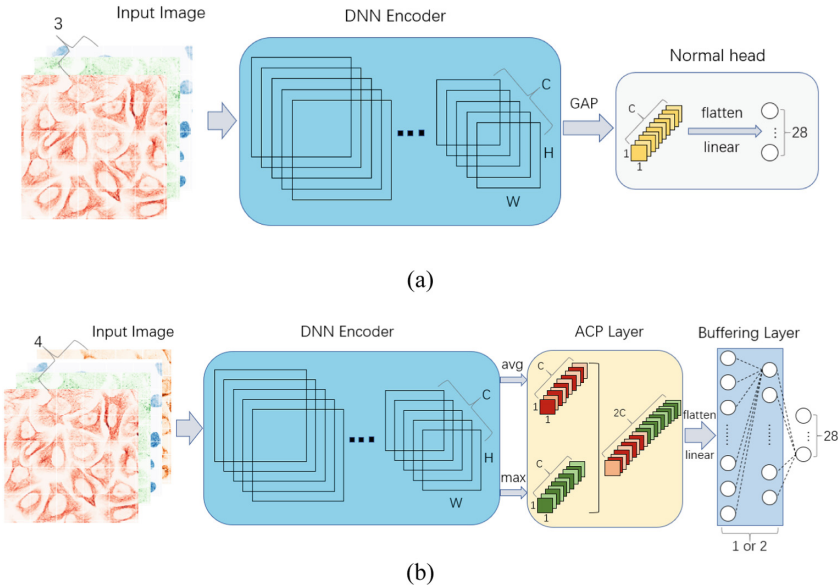 Input Image
DNN Encoder
Normal head
3
C
H
W
GAP
C
1
1
flatten
linear
28
(a)
Input Image
DNN Encoder
ACP Layer
Buffering Layer
4
C
H
W
avg
max
C
1
1
C
1
1
2C
flatten
linear
28
1 or 2
(b)